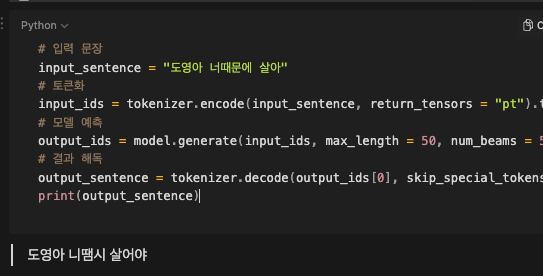 Python
# 입력 문장
input_sentence = "도영아 너때문에 살아"
# 토큰화
input_ids = tokenizer.encode(input_sentence, return_tensors = "pt").t
# 모델 예측
output_ids = model.generate(input_ids, max_length = 50, num_beams = 5
# 결과 해독
output_sentence = tokenizer.decode(output_ids[0], skip_special_tokens
print(output_sentence)
도영아 니땜시 살어야